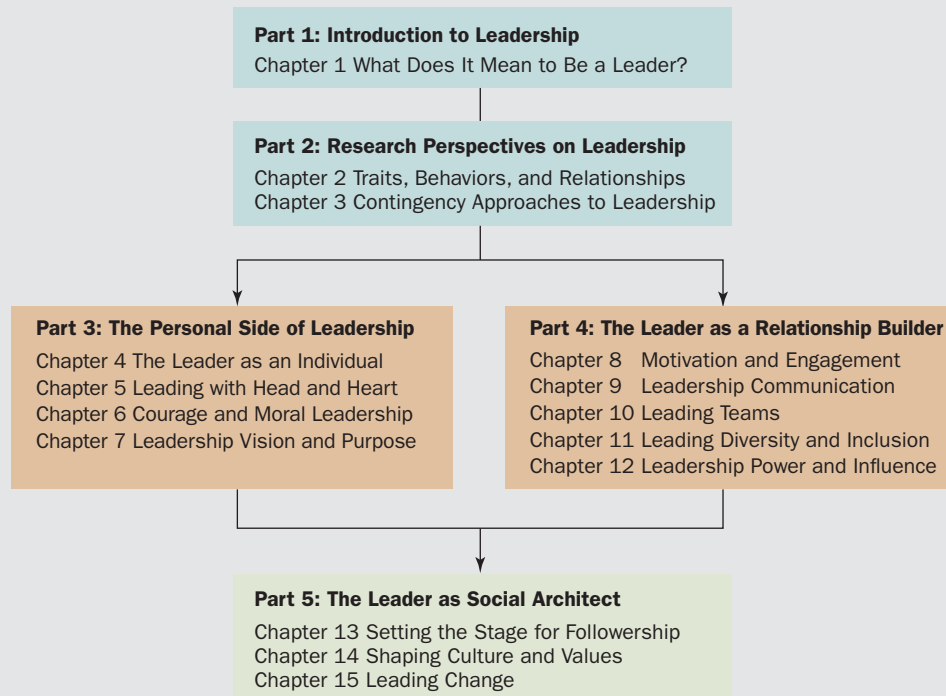 Part 1: Introduction to Leadership
Chapter 1 What Does It Mean to Be a Leader?
Part 2: Research Perspectives on Leadership
Chapter 2 Traits, Behaviors, and Relationships
Chapter 3 Contingency Approaches to Leadership
Part 3: The Personal Side of Leadership
Chapter 4 The Leader as an Individual
Chapter 5 Leading with Head and Heart
Chapter 6 Courage and Moral Leadership
Chapter 7 Leadership Vision and Purpose
Part 4: The Leader as a Relationship Builder
Chapter 8 Motivation and Engagement
Chapter 9 Leadership Communication
Chapter 10 Leading Teams
Chapter 11 Leading Diversity and Inclusion
Chapter 12 Leadership Power and Influence
Part 5: The Leader as Social Architect
Chapter 13 Setting the Stage for Followership
Chapter 14 Shaping Culture and Values
Chapter 15 Leading Change